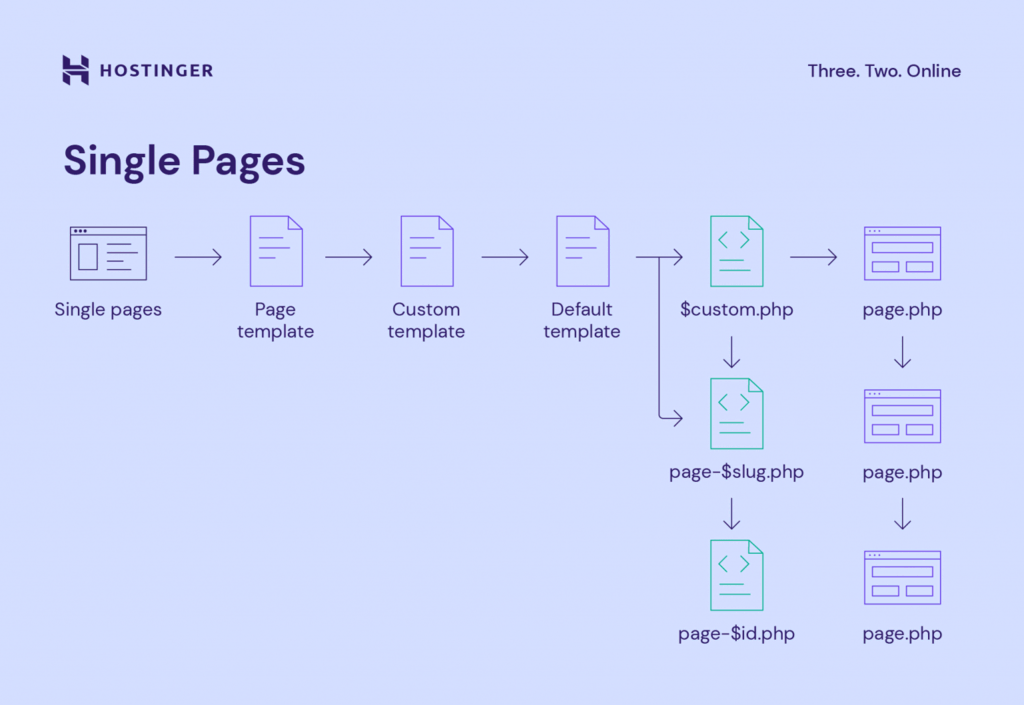 HOSTINGER
Three. Two. Online
Single Pages
Single pages
Page
template
Custom
template
Default
template
$custom.php
page.php
page-$slug.php
page.php
page-$id.php
page.php